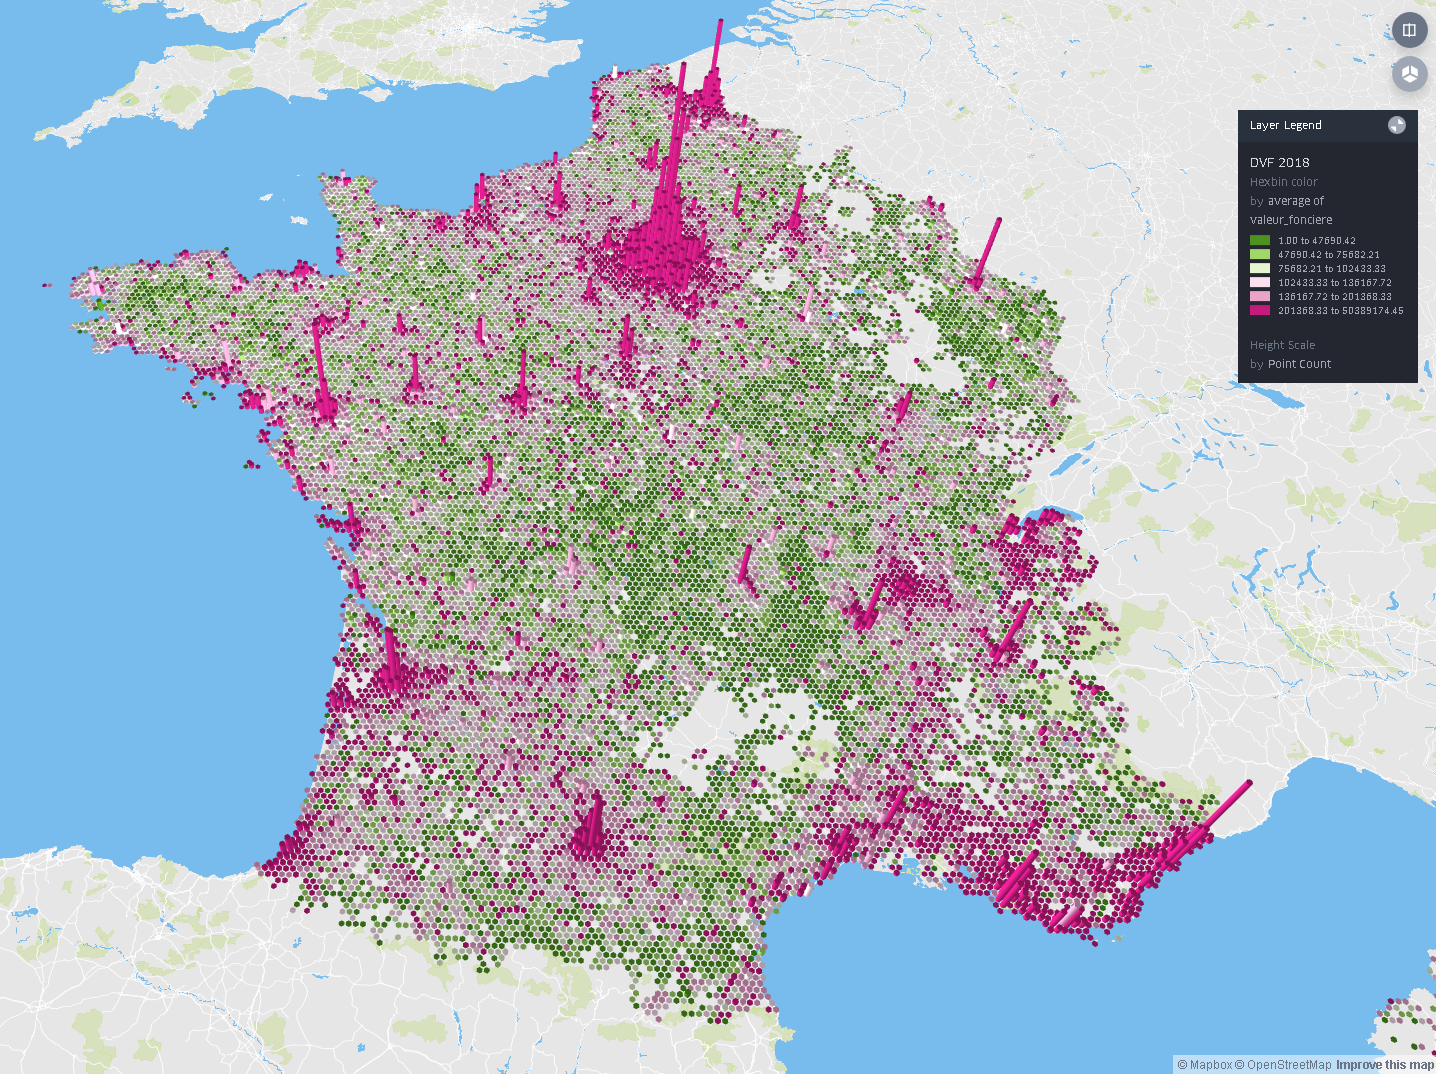 Layer Legend
DVF 2018
Hexbin color
by average of
valeur_fonciere
1.00 to 47690.42
47690.42 to 75682.21
75682.21 to 102433.33
102433.33 to 136167.72
136167.72 to 201368.33
201368.33 to 50389174.45
Height Scale
by Point Count
© Mapbox © OpenStreetMap Improve this map